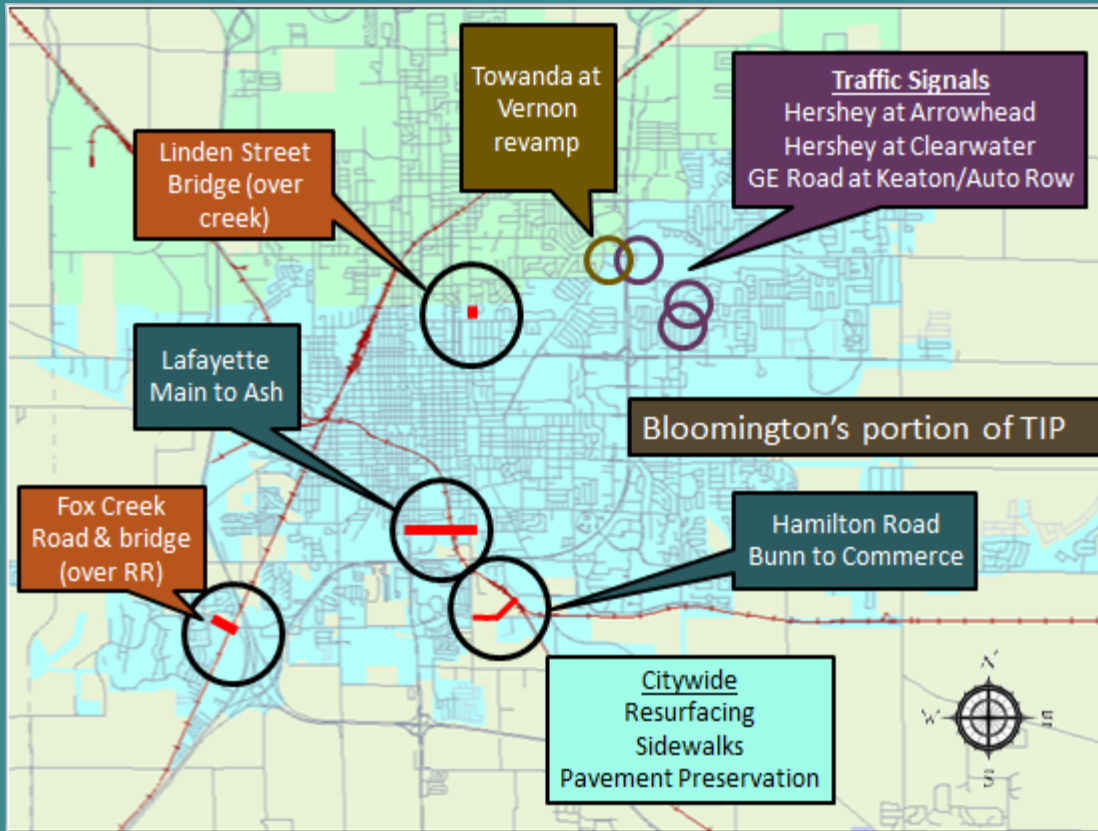 Towanda at
Vernon
revamp
Traffic Signals
Hershey at Arrowhead
Hershey at Clearwater
GE Road at Keaton/Auto Row
Linden Street
Bridge (over
creek)
Lafayette
Main to Ash
Bloomington’s portion of TIP
Fox Creek
Road & bridge
(over RR)
Hamilton Road
Bunn to Commerce
Citywide
Resurfacing
Sidewalks
Pavement Preservation
N
W
E
S